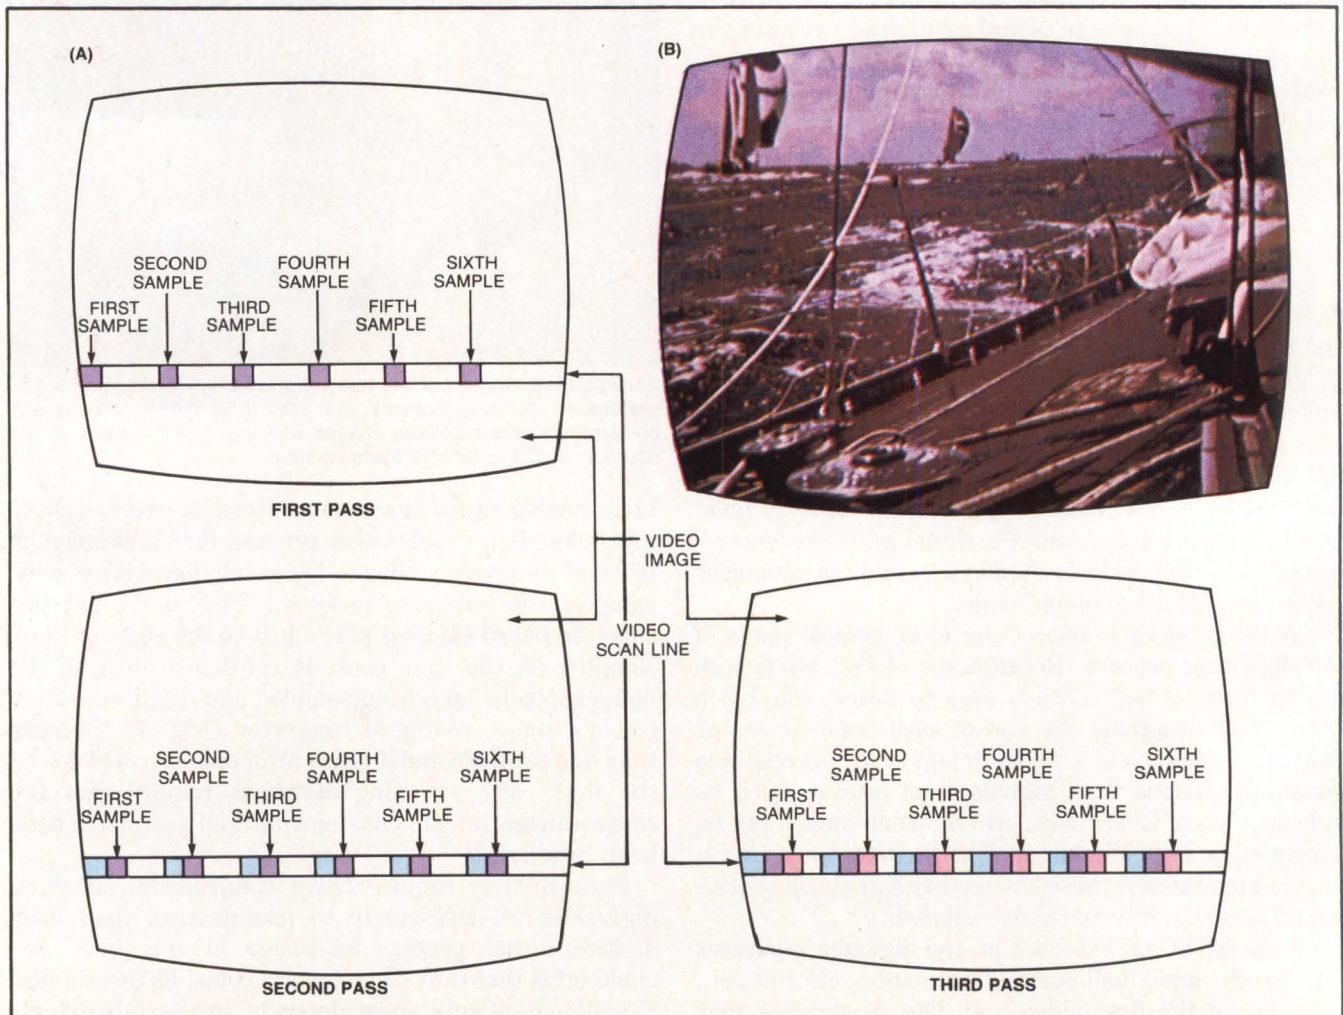 (A)
(B)
SECOND
SAMPLE
FOURTH
SAMPLE
SIXTH
SAMPLE
FIRST
SAMPLE
THIRD
SAMPLE
FIFTH
SAMPLE
FIRST PASS
VIDEO
IMAGE
VIDEO
SCAN LINE
SECOND
SAMPLE
FOURTH
SAMPLE
SIXTH
SAMPLE
FIRST
SAMPLE
THIRD
SAMPLE
FIFTH
SAMPLE
SECOND PASS
SECOND
SAMPLE
FOURTH
SAMPLE
SIXTH
SAMPLE
FIRST
SAMPLE
THIRD
SAMPLE
FIFTH
SAMPLE
THIRD PASS